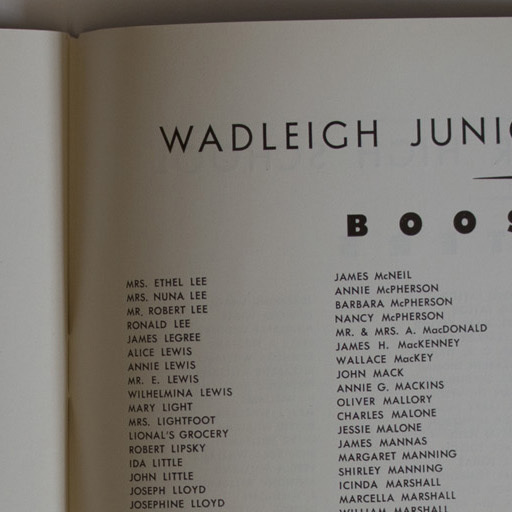 WADLEIGH JUNI
BOOS
MRS. ETHEL LEE
MRS. NUNA LEE
MR. ROBERT LEE
RONALD LEE
JAMES LEGREE
ALICE LEWIS
ANNIE LEWIS
MR. E. LEWIS
WILHELMINA LEWIS
MARY LIGHT
MRS. LIGHTFOOT
LIONAL'S GROCERY
ROBERT LIPSKY
IDA LITTLE
JOHN LITTLE
JOSEPH LLOYD
JOSEPHINE LLOYD
JAMES McNEIL
ANNIE McPHERSON
BARBARA McPHERSON
NANCY McPHERSON
MR. & MRS. A. MacDONALD
JAMES H. MacKENNEY
WALLACE MacKEY
JOHN MACK
ANNIE G. MACKINS
OLIVER MALLORY
CHARLES MALONE
JESSIE MALONE
JAMES MANNAS
MARGARET MANNING
SHIRLEY MANNING
ICINDA MARSHALL
MARCELLA MARSHALL
WILLIAM MARSHALL